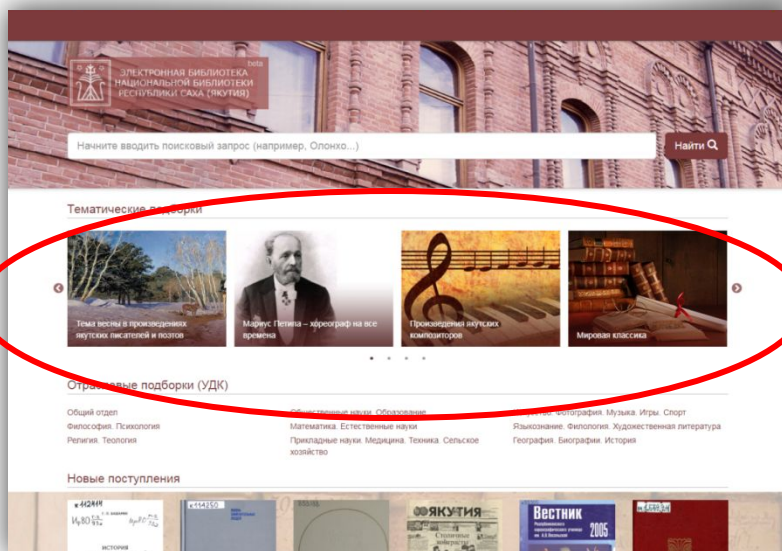 ЭЛЕКТРОННАЯ БИБЛИОТЕКА beta
НАЦИОНАЛЬНОЙ БИБЛИОТЕКИ
РЕСПУБЛИКИ САХА (ЯКУТИЯ)
Начните вводить поисковый запрос (например, Олонхо...)
Найти
Тематические подборки
Тема весны в произведениях
якутских писателей и поэтов
Мариус Петипа – хореограф на все
времена
Произведения якутских
композиторов
Мировая классика
Отраслевые подборки (УДК)
Общий отдел
Философия. Психология
Религия. Теология
Общественные науки. Образование
Математика. Естественные науки
Прикладные науки. Медицина. Техника. Сельское
хозяйство
Фотография. Музыка. Игры. Спорт
Языкознание. Филология. Художественная литература
География. Биографии. История
Новые поступления
ИСТОРИЯ
ЯКУТИЯ
Столичные
Вестник
2005